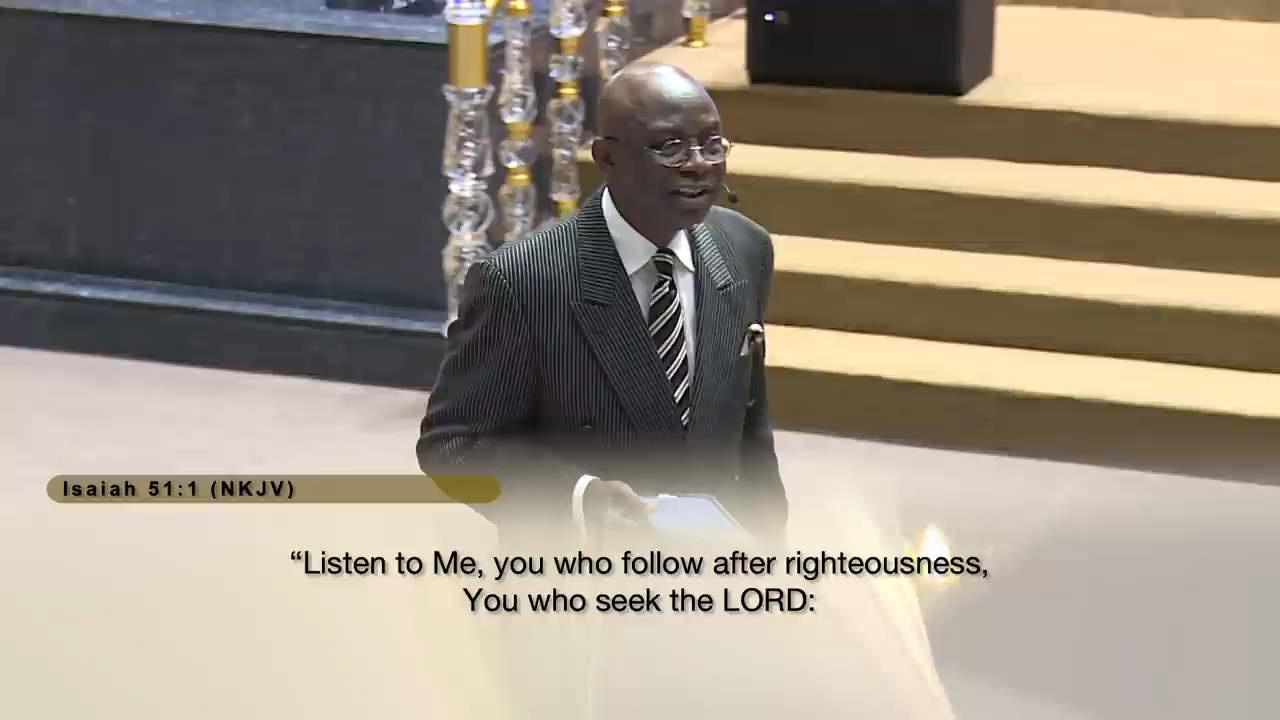 Isaiah 51:1 (NKJV)
“Listen to Me, you who follow after righteousness,
You who seek the LORD: